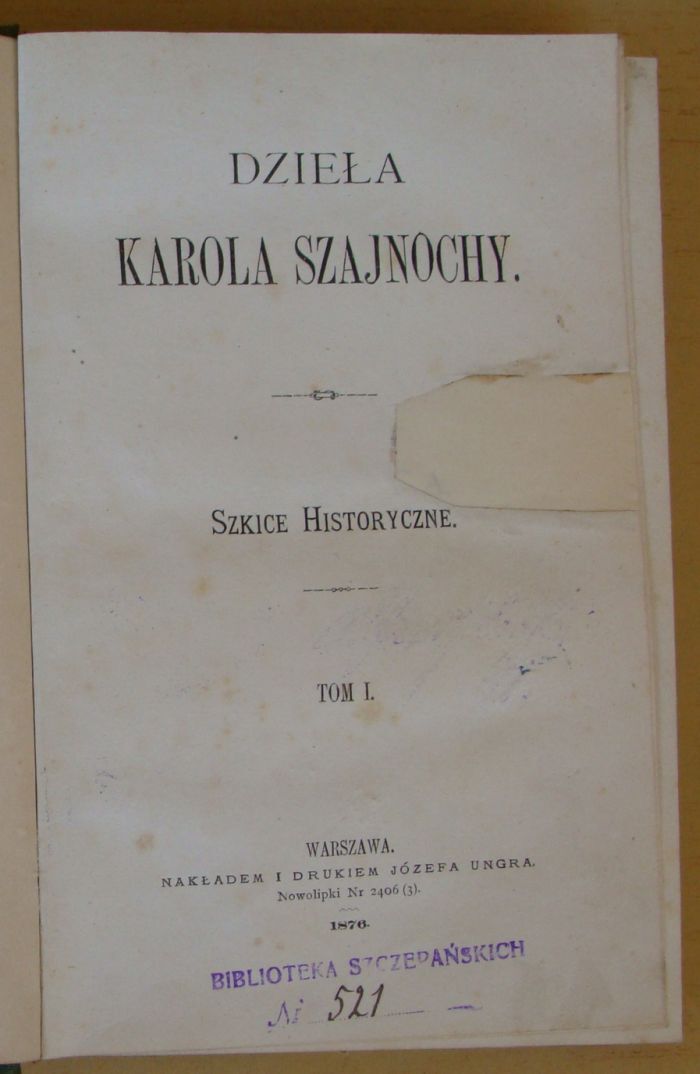 DZIEŁA
KAROLA SZAJNOCHY.
SZKICE HISTORYCZNE.
TOM I.
WARSZAWA.
NAKŁADEM I DRUKIEM JÓZEFA UNGRA,
Nowolipki Nr 2406 (3).
1876.
BIBLIOTEKA SZCZEPAŃSKICH
№ 521